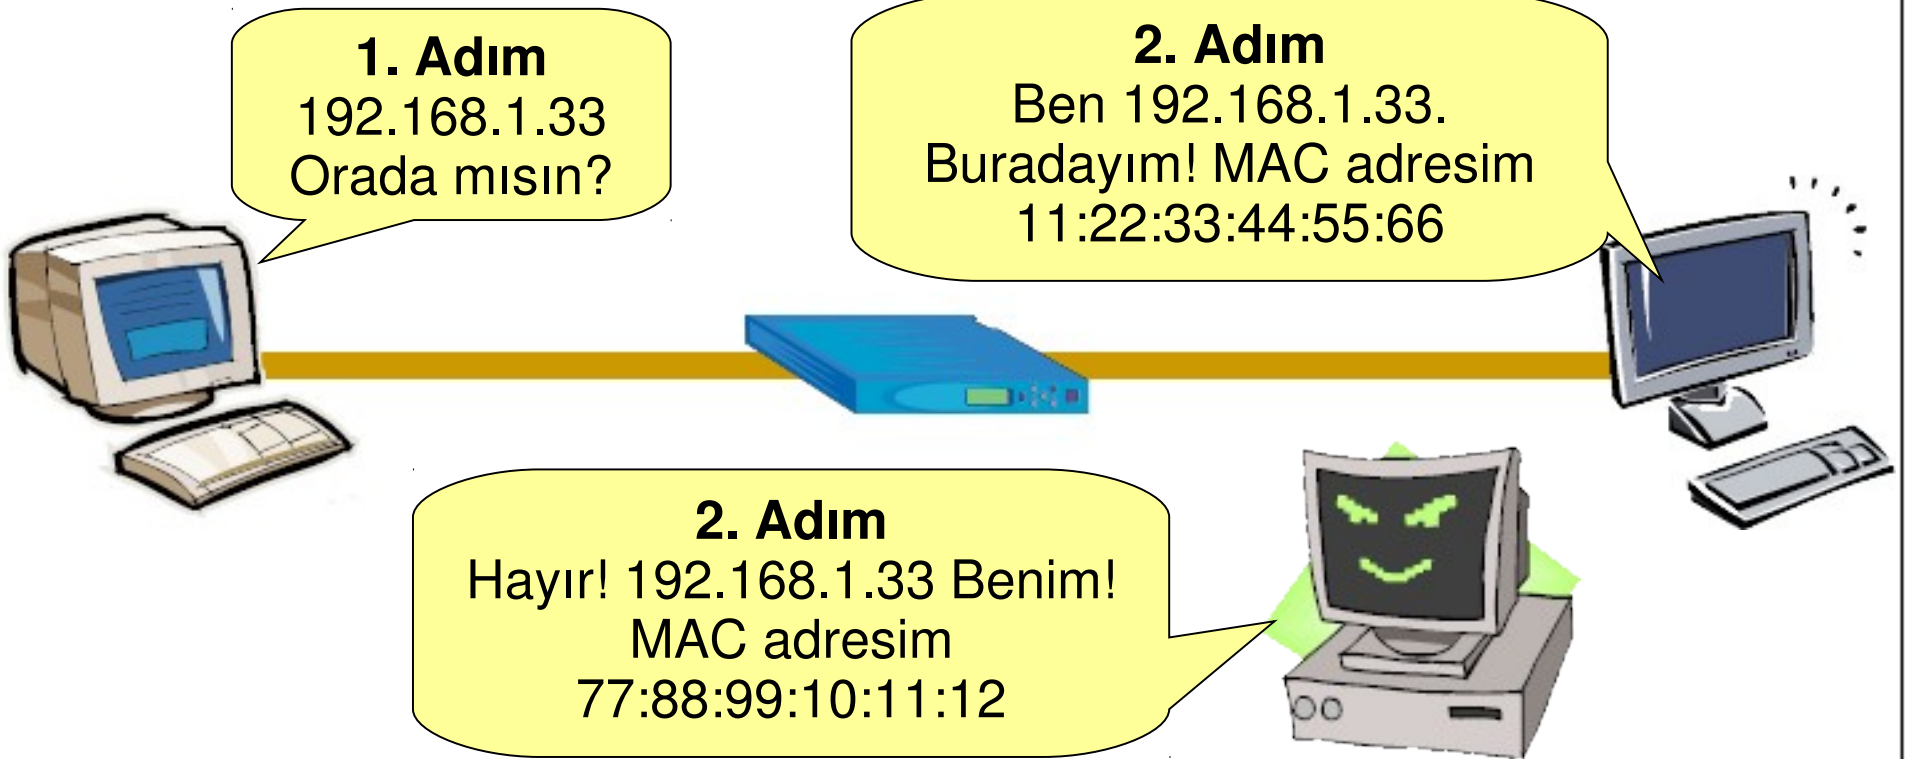 1. Adım
192.168.1.33
Orada mısın?
2. Adım
Ben 192.168.1.33.
Buradayım! MAC adresim
11:22:33:44:55:66
2. Adım
Hayır! 192.168.1.33 Benim!
MAC adresim
77:88:99:10:11:12